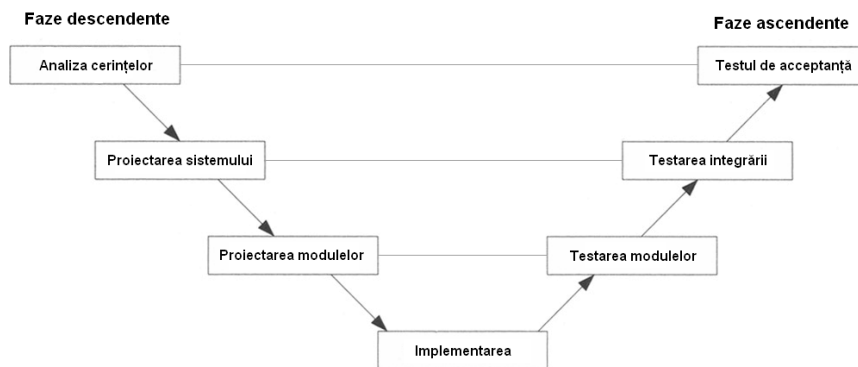 Faze descendente
Faze ascendente
Analiza cerințelor
Testul de acceptanță
Proiectarea sistemului
Testarea integrării
Proiectarea modulelor
Testarea modulelor
Implementarea